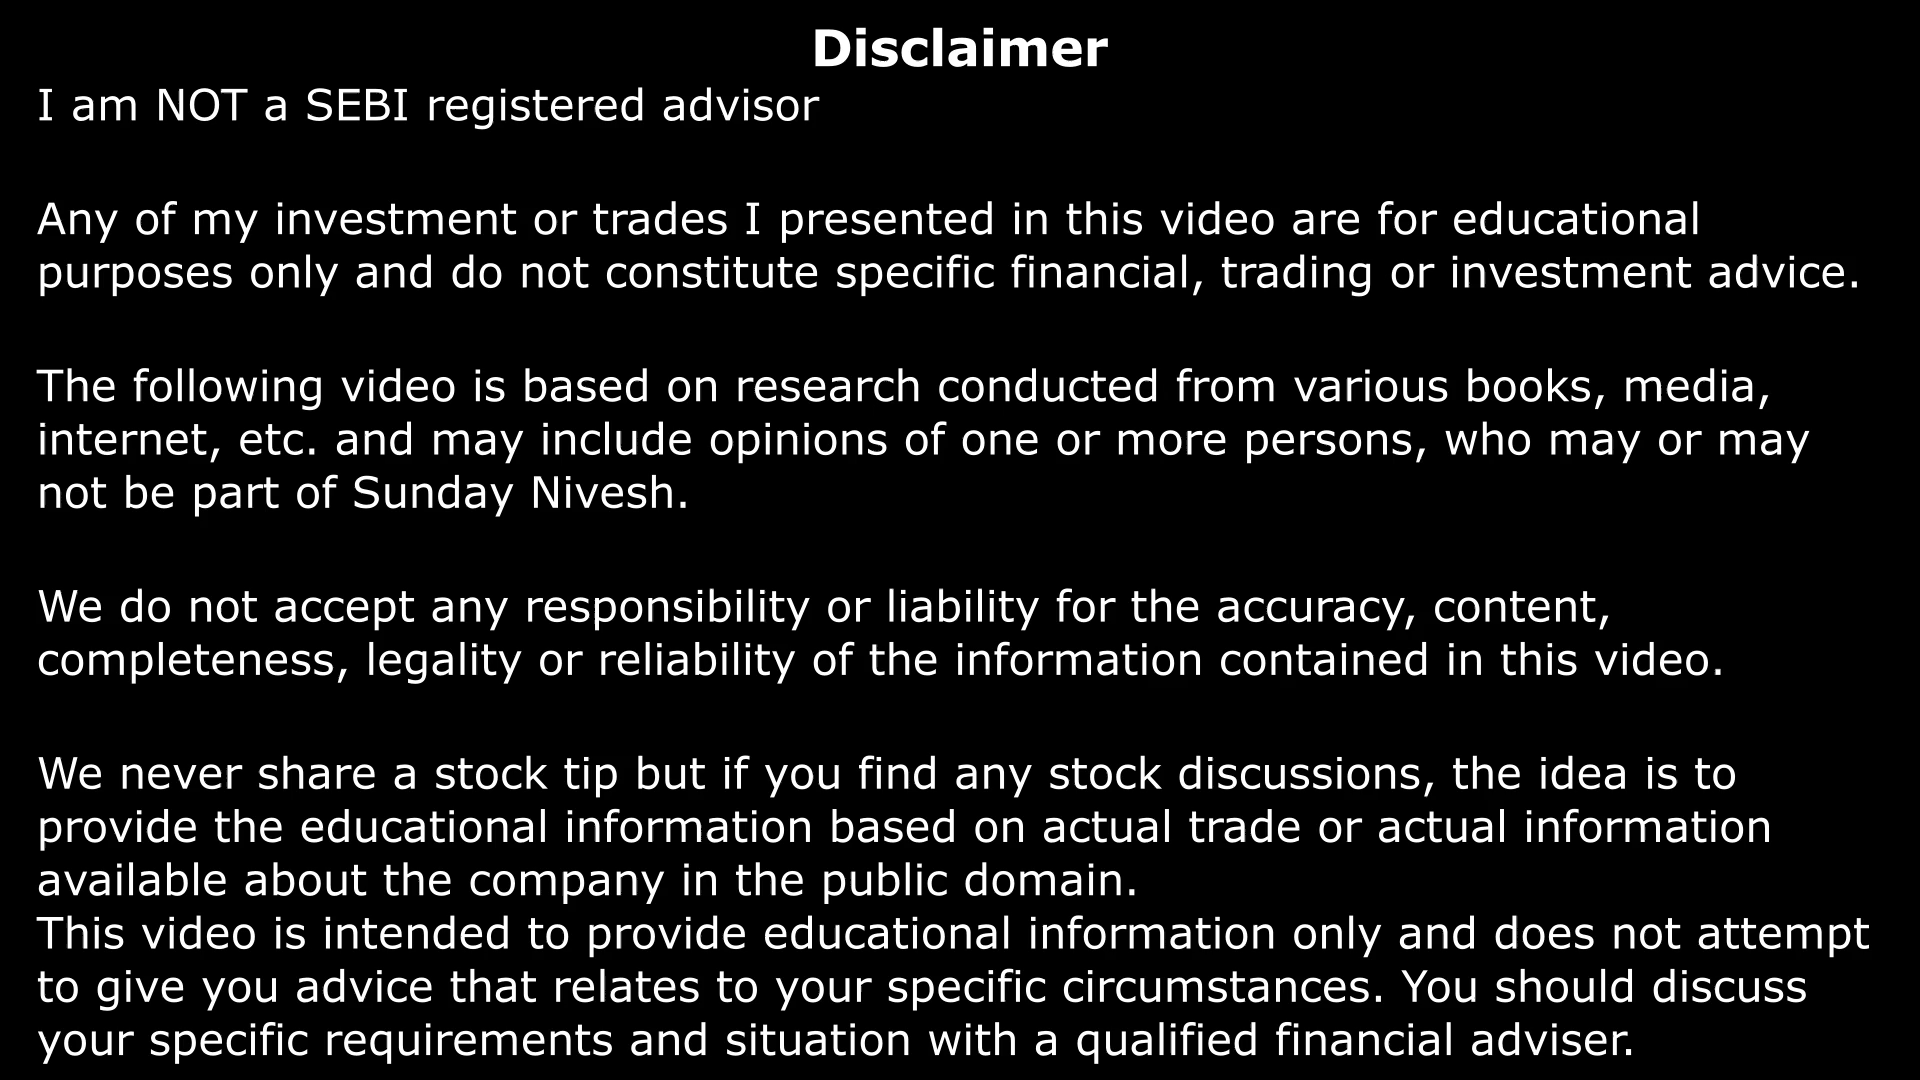 Disclaimer
I am NOT a SEBI registered advisor
Any of my investment or trades I presented in this video are for educational
purposes only and do not constitute specific financial, trading or investment advice.
The following video is based on research conducted from various books, media,
internet, etc. and may include opinions of one or more persons, who may or may
not be part of Sunday Nivesh.
We do not accept any responsibility or liability for the accuracy, content,
completeness, legality or reliability of the information contained in this video.
We never share a stock tip but if you find any stock discussions, the idea is to
provide the educational information based on actual trade or actual information
available about the company in the public domain.
This video is intended to provide educational information only and does not attempt
to give you advice that relates to your specific circumstances. You should discuss
your specific requirements and situation with a qualified financial adviser.